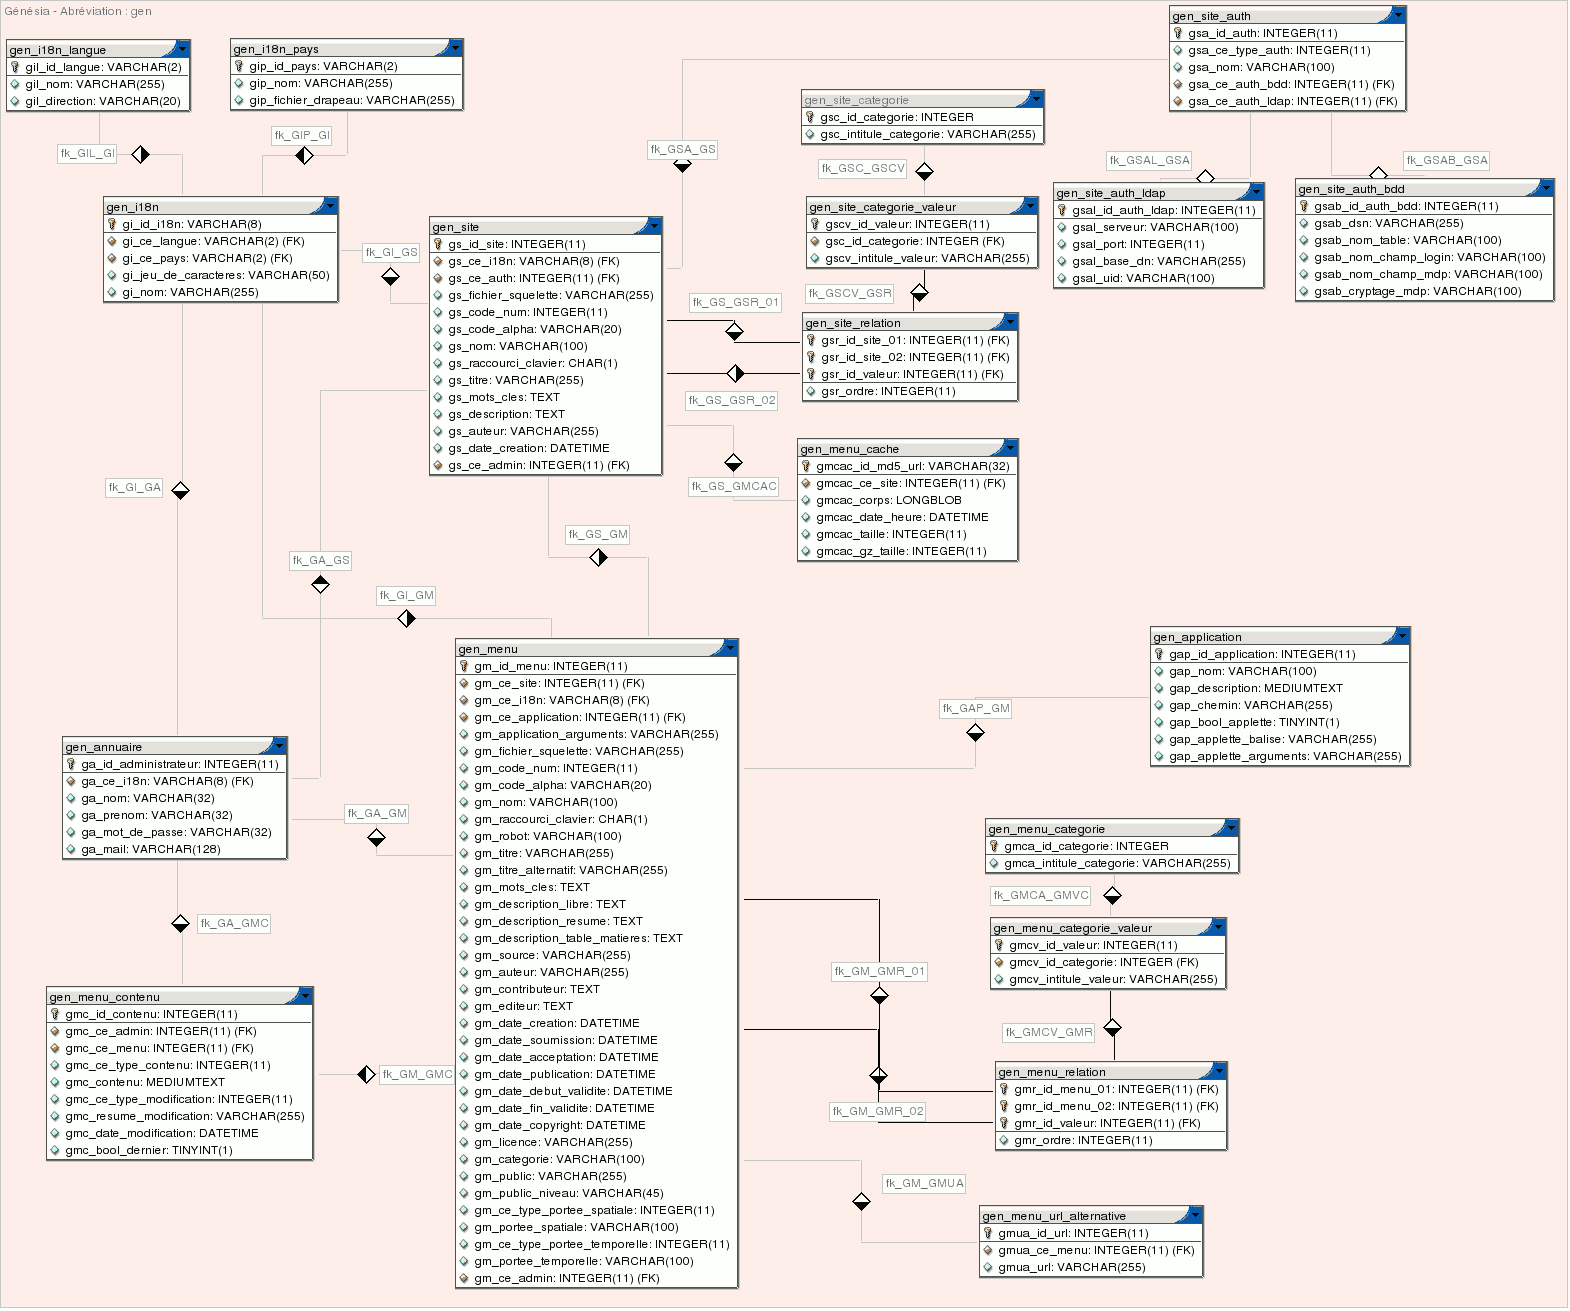 Génésia - Abréviation : gen
gen_i18n_langue
gil_id_langue: VARCHAR(2)
gil_nom: VARCHAR(255)
gil_direction: VARCHAR(20)
gen_i18n_pays
gip_id_pays: VARCHAR(2)
gip_nom: VARCHAR(255)
gip_fichier_drapeau: VARCHAR(255)
gen_site_auth
gsa_id_auth: INTEGER(11)
gsa_ce_type_auth: INTEGER(11)
gsa_nom: VARCHAR(100)
gsa_ce_auth_bdd: INTEGER(11) (FK)
gsa_ce_auth_ldap: INTEGER(11) (FK)
gen_site_categorie
gsc_id_categorie: INTEGER
gsc_intitule_categorie: VARCHAR(255)
fk_GIL_GI
fk_GIP_GI
fk_GSA_GS
fk_GSC_GSCV
fk_GSAL_GSA
fk_GSAB_GSA
gen_i18n
gi_id_i18n: VARCHAR(8)
gi_ce_langue: VARCHAR(2) (FK)
gi_ce_pays: VARCHAR(2) (FK)
gi_jeu_de_caracteres: VARCHAR(50)
gi_nom: VARCHAR(255)
fk_GI_GS
gen_site
gs_id_site: INTEGER(11)
gs_ce_i18n: VARCHAR(8) (FK)
gs_ce_auth: INTEGER(11) (FK)
gs_fichier_squelette: VARCHAR(255)
gs_code_num: INTEGER(11)
gs_code_alpha: VARCHAR(20)
gs_nom: VARCHAR(100)
gs_raccourci_clavier: CHAR(1)
gs_titre: VARCHAR(255)
gs_mots_cles: TEXT
gs_description: TEXT
gs_auteur: VARCHAR(255)
gs_date_creation: DATETIME
gs_ce_admin: INTEGER(11) (FK)
gen_site_categorie_valeur
gscv_id_valeur: INTEGER(11)
gsc_id_categorie: INTEGER (FK)
gscv_intitule_valeur: VARCHAR(255)
gen_site_auth_ldap
gsal_id_auth_ldap: INTEGER(11)
gsal_serveur: VARCHAR(100)
gsal_port: INTEGER(11)
gsal_base_dn: VARCHAR(255)
gsal_uid: VARCHAR(100)
gen_site_auth_bdd
gsab_id_auth_bdd: INTEGER(11)
gsab_dsn: VARCHAR(255)
gsab_nom_table: VARCHAR(100)
gsab_nom_champ_login: VARCHAR(100)
gsab_nom_champ_mdp: VARCHAR(100)
gsab_cryptage_mdp: VARCHAR(100)
fk_GSCV_GSR
fk_GS_GSR_01
gen_site_relation
gsr_id_site_01: INTEGER(11) (FK)
gsr_id_site_02: INTEGER(11) (FK)
gsr_id_valeur: INTEGER(11) (FK)
gsr_ordre: INTEGER(11)
fk_GS_GSR_02
gen_menu_cache
gmcac_id_md5_url: VARCHAR(32)
gmcac_ce_site: INTEGER(11) (FK)
gmcac_corps: LONGBLOB
gmcac_date_heure: DATETIME
gmcac_taille: INTEGER(11)
gmcac_gz_taille: INTEGER(11)
fk_GS_GMCAC
fk_GI_GA
fk_GS_GM
fk_GA_GS
fk_GI_GM
gen_menu
gm_id_menu: INTEGER(11)
gm_ce_site: INTEGER(11) (FK)
gm_ce_i18n: VARCHAR(8) (FK)
gm_ce_application: INTEGER(11) (FK)
gm_application_arguments: VARCHAR(255)
gm_fichier_squelette: VARCHAR(255)
gm_code_num: INTEGER(11)
gm_code_alpha: VARCHAR(20)
gm_nom: VARCHAR(100)
gm_raccourci_clavier: CHAR(1)
gm_robot: VARCHAR(100)
gm_titre: VARCHAR(255)
gm_titre_alternatif: VARCHAR(255)
gm_mots_cles: TEXT
gm_description_libre: TEXT
gm_description_resume: TEXT
gm_description_table_matieres: TEXT
gm_source: VARCHAR(255)
gm_auteur: VARCHAR(255)
gm_contributeur: TEXT
gm_editeur: TEXT
gm_date_creation: DATETIME
gm_date_soumission: DATETIME
gm_date_acceptation: DATETIME
gm_date_publication: DATETIME
gm_date_debut_validite: DATETIME
gm_date_fin_validite: DATETIME
gm_date_copyright: DATETIME
gm_licence: VARCHAR(255)
gm_categorie: VARCHAR(100)
gm_public: VARCHAR(255)
gm_public_niveau: VARCHAR(45)
gm_ce_type_portee_spatiale: INTEGER(11)
gm_portee_spatiale: VARCHAR(100)
gm_ce_type_portee_temporelle: INTEGER(11)
gm_portee_temporelle: VARCHAR(100)
gm_ce_admin: INTEGER(11) (FK)
gen_application
gap_id_application: INTEGER(11)
gap_nom: VARCHAR(100)
gap_description: MEDIUMTEXT
gap_chemin: VARCHAR(255)
gap_bool_applette: TINYINT(1)
gap_applette_balise: VARCHAR(255)
gap_applette_arguments: VARCHAR(255)
fk_GAP_GM
gen_annuaire
ga_id_administrateur: INTEGER(11)
ga_ce_i18n: VARCHAR(8) (FK)
ga_nom: VARCHAR(32)
ga_prenom: VARCHAR(32)
ga_mot_de_passe: VARCHAR(32)
ga_mail: VARCHAR(128)
fk_GA_GM
gen_menu_categorie
gmca_id_categorie: INTEGER
gmca_intitule_categorie: VARCHAR(255)
fk_GMCA_GMVC
fk_GA_GMC
gen_menu_categorie_valeur
gmcv_id_valeur: INTEGER(11)
gmcv_id_categorie: INTEGER (FK)
gmcv_intitule_valeur: VARCHAR(255)
fk_GM_GMR_01
gen_menu_contenu
gmc_id_contenu: INTEGER(11)
gmc_ce_admin: INTEGER(11) (FK)
gmc_ce_menu: INTEGER(11) (FK)
gmc_ce_type_contenu: INTEGER(11)
gmc_contenu: MEDIUMTEXT
gmc_ce_type_modification: INTEGER(11)
gmc_resume_modification: VARCHAR(255)
gmc_date_modification: DATETIME
gmc_bool_dernier: TINYINT(1)
fk_GM_GMC
fk_GMCV_GMR
gen_menu_relation
gmr_id_menu_01: INTEGER(11) (FK)
gmr_id_menu_02: INTEGER(11) (FK)
gmr_id_valeur: INTEGER(11) (FK)
gmr_ordre: INTEGER(11)
fk_GM_GMR_02
fk_GM_GMUA
gen_menu_url_alternative
gmua_id_url: INTEGER(11)
gmua_ce_menu: INTEGER(11) (FK)
gmua_url: VARCHAR(255)